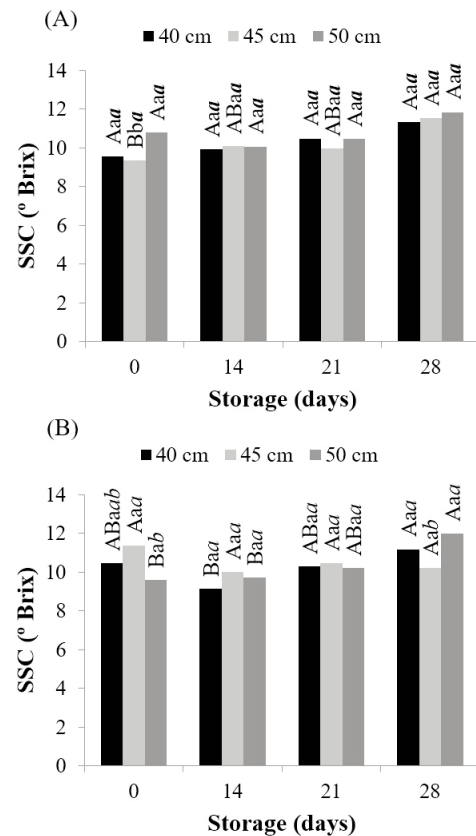 (A)
40 cm 45 cm 50 cm
14
12
10
8
6
4
2
0
SSC (º Brix)
Aaa Bba Aaa Aaa ABaa Aaa Aaa ABaa Aaa Aaa Aaa Aaa
0 14 21 28
Storage (days)
(B)
40 cm 45 cm 50 cm
14
12
10
8
6
4
2
0
SSC (º Brix)
ABaab Aaa Bab Baa Aaa Baa ABaa Aaa ABaa Aaa Aab Aaa
0 14 21 28
Storage (days)